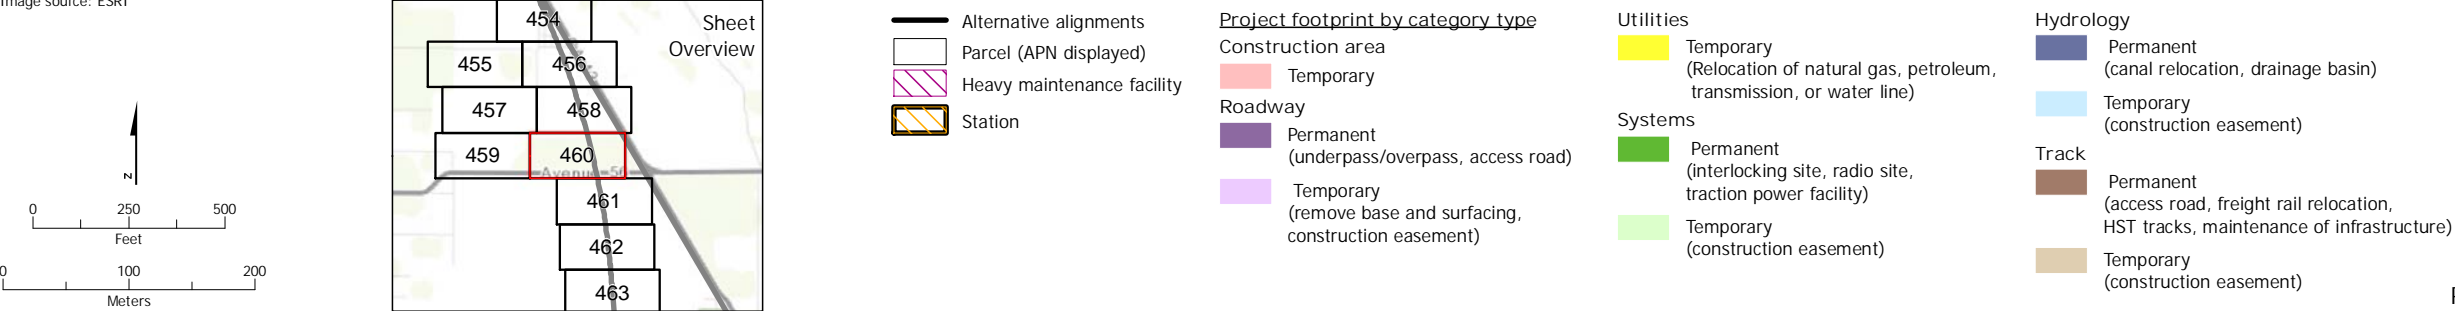 Image source: ESRI
N
0 250 500
Feet
0 100 200
Meters
Sheet
Overview
454
455 456
457 458
459 460
Avenue 56
461
462
463
Alternative alignments
Parcel (APN displayed)
Heavy maintenance facility
Station
Project footprint by category type
Construction area
Temporary
Roadway
Permanent
(underpass/overpass, access road)
Temporary
(remove base and surfacing,
construction easement)
Utilities
Temporary
(Relocation of natural gas, petroleum,
transmission, or water line)
Systems
Permanent
(interlocking site, radio site,
traction power facility)
Temporary
(construction easement)
Hydrology
Permanent
(canal relocation, drainage basin)
Temporary
(construction easement)
Track
Permanent
(access road, freight rail relocation,
HST tracks, maintenance of infrastructure)
Temporary
(construction easement)